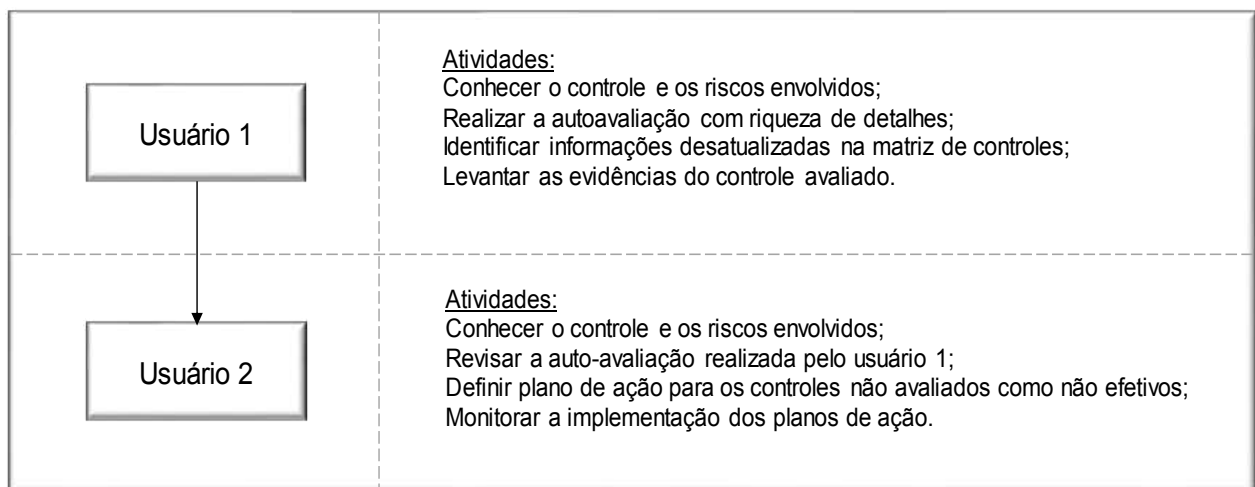 Usuário 1
Atividades:
Conhecer o controle e os riscos envolvidos;
Realizar a autoavaliação com riqueza de detalhes;
Identificar informações desatualizadas na matriz de controles;
Levantar as evidências do controle avaliado.
Usuário 2
Atividades:
Conhecer o controle e os riscos envolvidos;
Revisar a auto-avaliação realizada pelo usuário 1;
Definir plano de ação para os controles não avaliados como não efetivos;
Monitorar a implementação dos planos de ação.